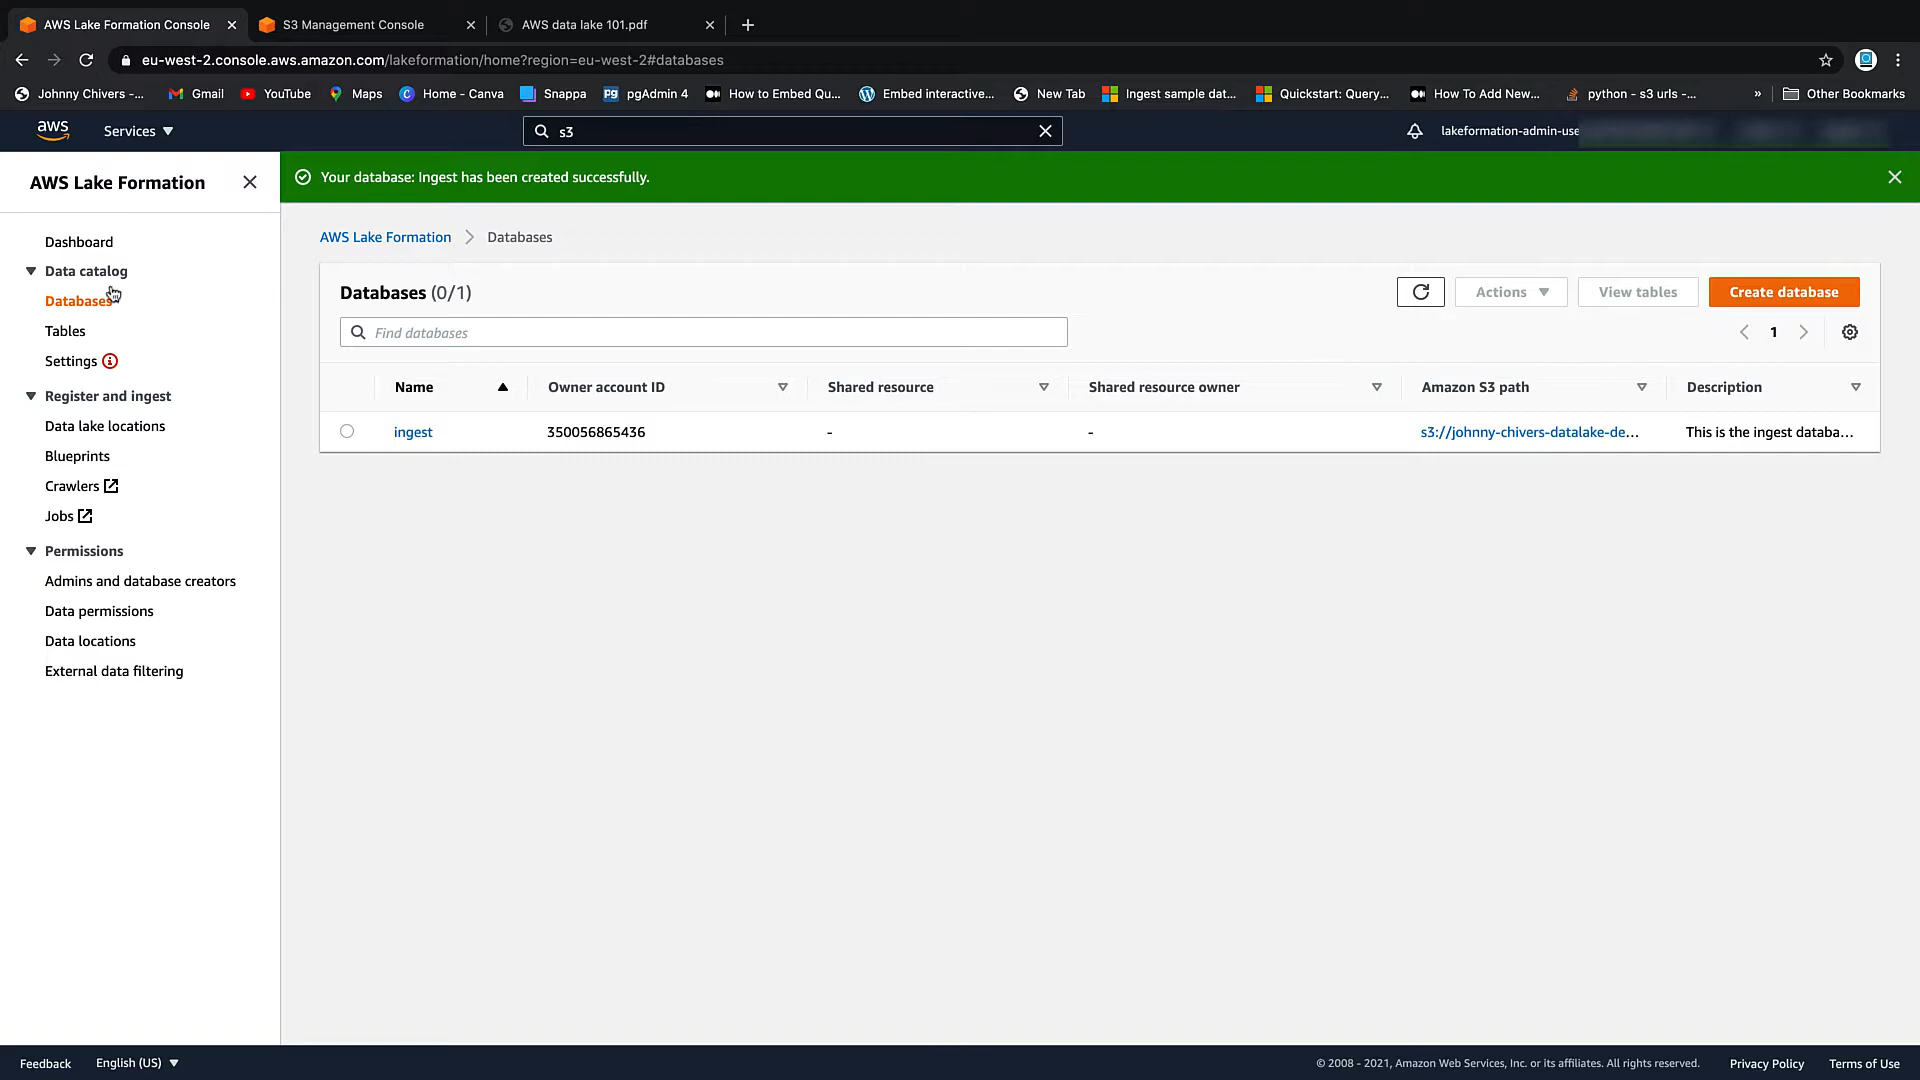 AWS Lake Formation Console
S3 Management Console
AWS data lake 101.pdf
eu-west-2.console.aws.amazon.com/lakeformation/home?region=eu-west-2#databases
Johnny Chivers -...
Gmail
YouTube
Maps
Home - Canva
Snappa
pgAdmin 4
How to Embed Qu...
Embed interactive...
New Tab
Ingest sample dat...
Quickstart: Query,...
How To Add New...
python - s3 urls -...
»
Other Bookmarks
aws
Services
s3
lakeformation-admin-use
AWS Lake Formation
Your database: Ingest has been created successfully.
Dashboard
Data catalog
Databases
Tables
Settings
Register and ingest
Data lake locations
Blueprints
Crawlers
Jobs
Permissions
Admins and database creators
Data permissions
Data locations
External data filtering
AWS Lake Formation > Databases
Databases (0/1)
Actions
View tables
Create database
Find databases
1
Name Owner account ID Shared resource Shared resource owner Amazon S3 path Description
ingest 350056865436 - - s3://johnny-chivers-datalake-de... This is the ingest databa...
Feedback
English (US)
© 2008 - 2021, Amazon Web Services, Inc. or its affiliates. All rights reserved.
Privacy Policy
Terms of Use